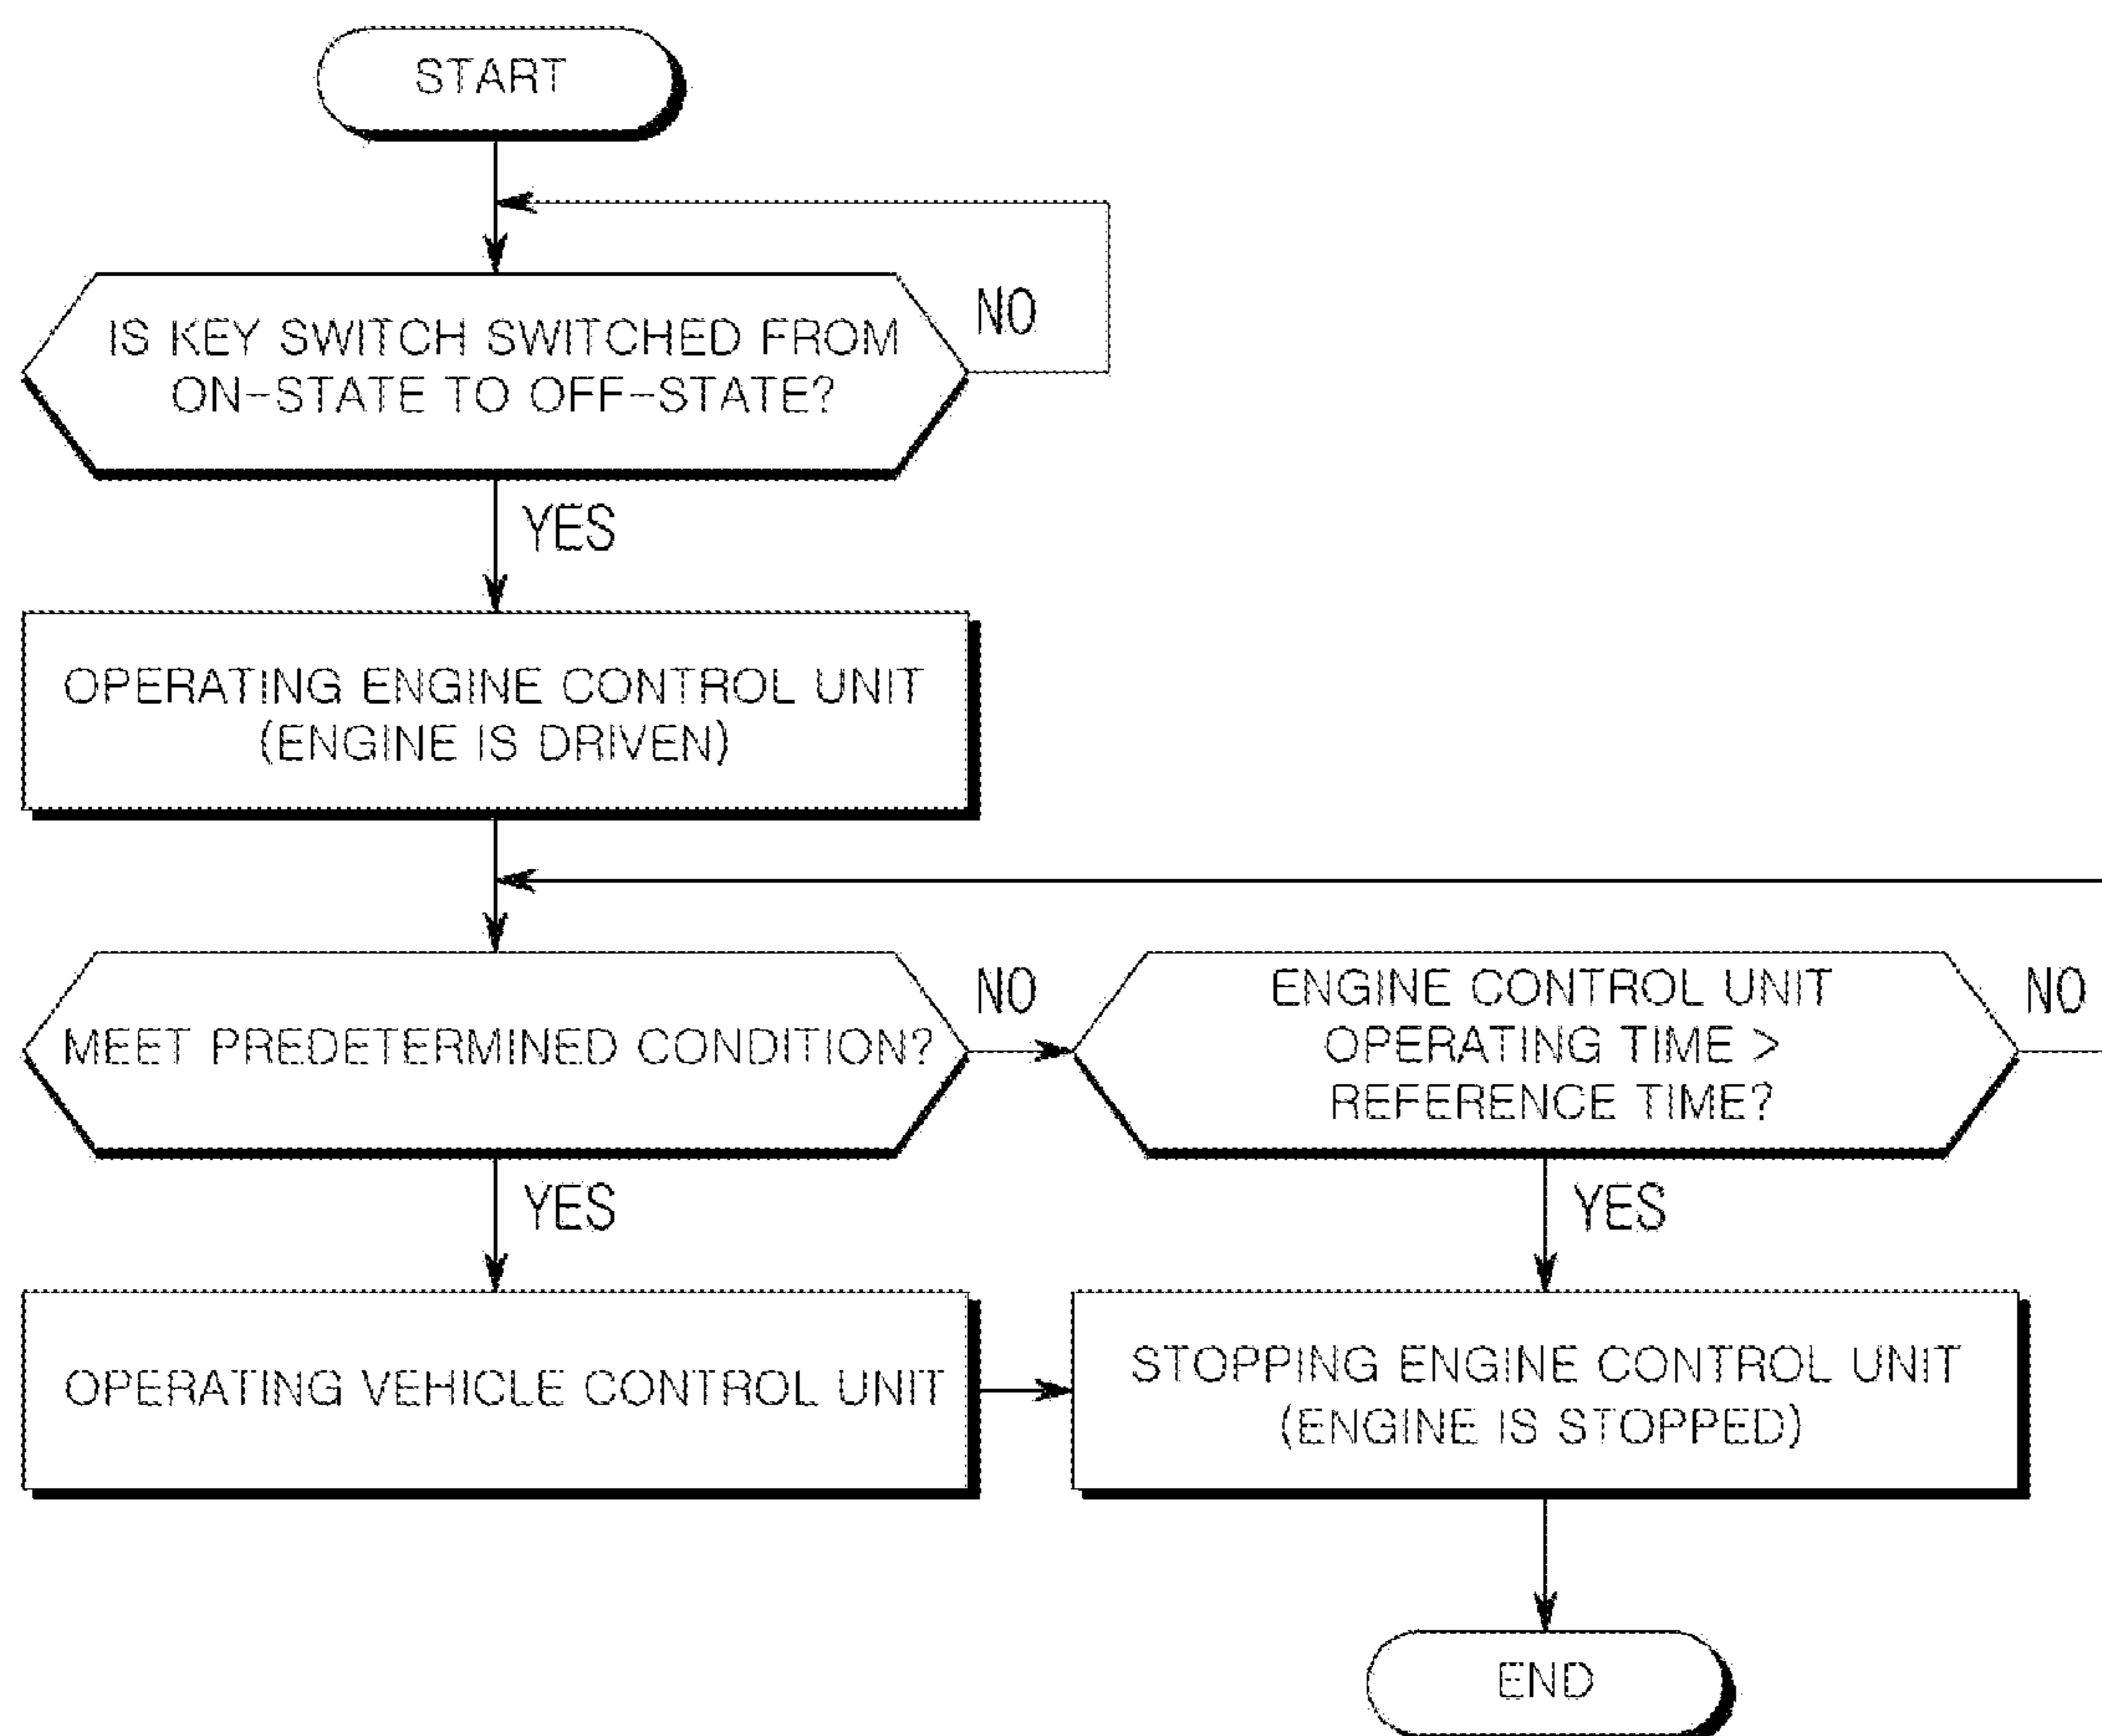 START
NO
IS KEY SWITCH SWITCHED FROM
ON-STATE TO OFF-STATE?
YES
OPERATING ENGINE CONTROL UNIT
(ENGINE IS DRIVEN)
MEET PREDETERMINED CONDITION?
NO
ENGINE CONTROL UNIT
OPERATING TIME >
REFERENCE TIME?
NO
YES
YES
OPERATING VEHICLE CONTROL UNIT
STOPPING ENGINE CONTROL UNIT
(ENGINE IS STOPPED)
END